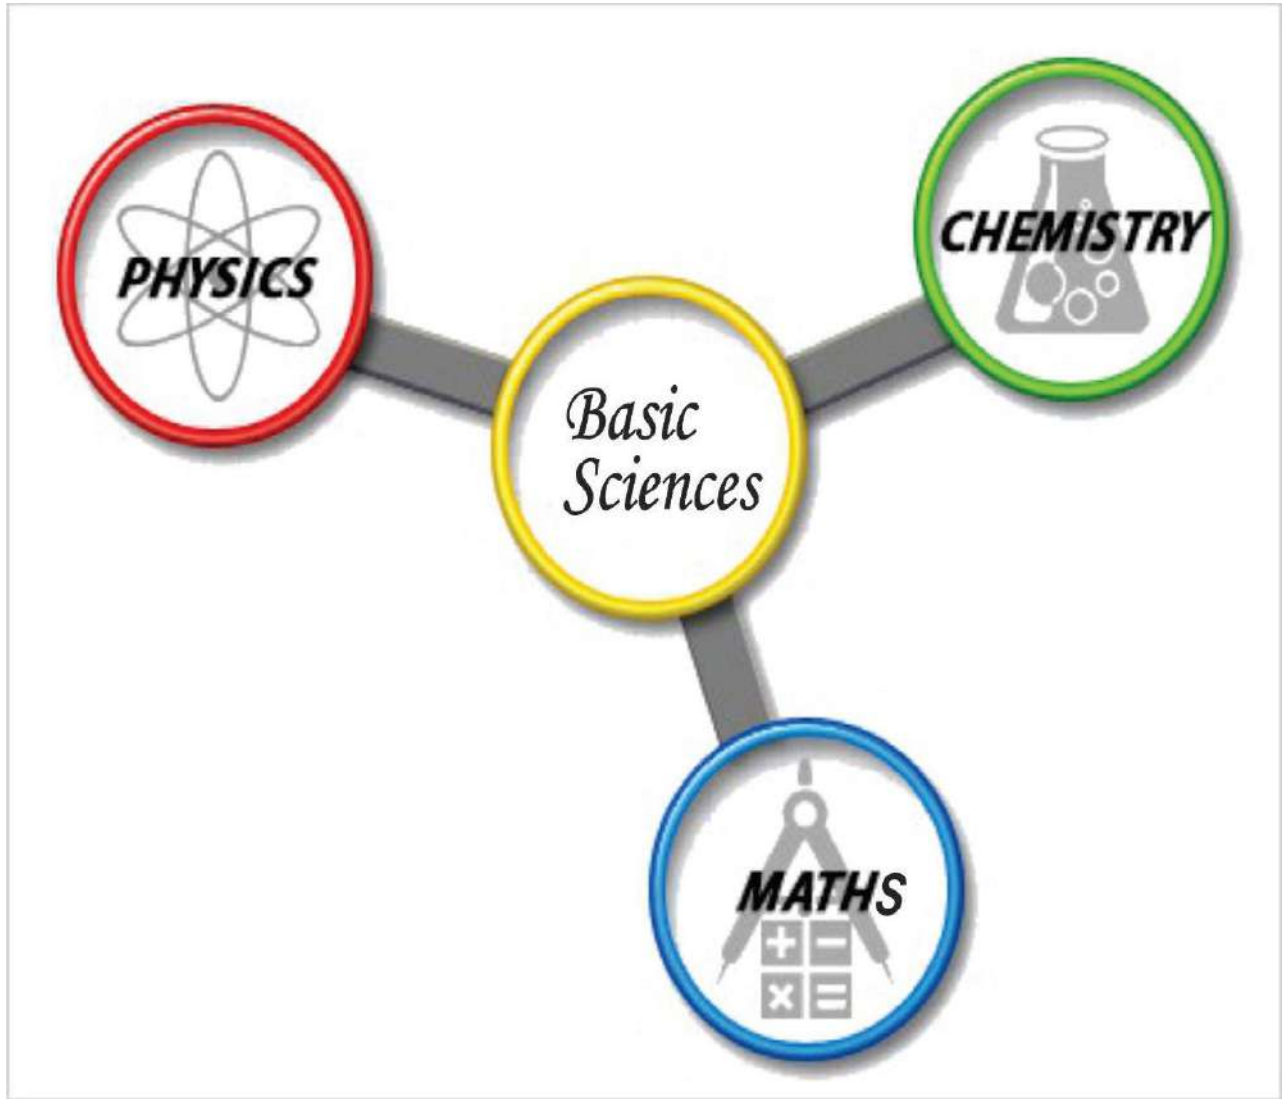 PHYSICS
CHEMISTRY
Basic
Sciences
MATHS
+ -
× =